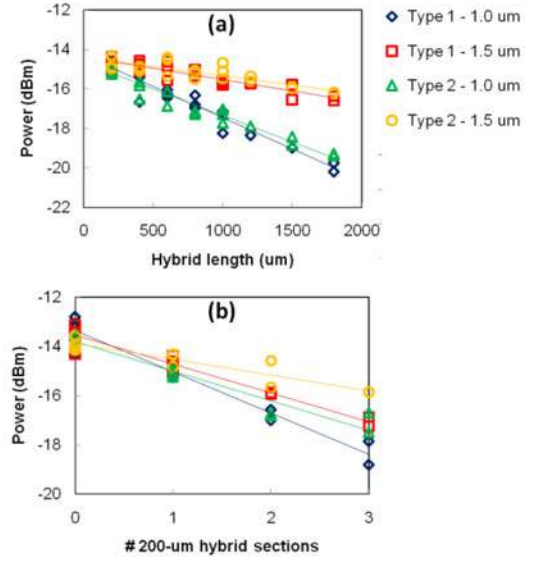 (a)
-12
-14
-16
-18
-20
-22
Power (dBm)
0 500 1000 1500 2000
Hybrid length (um)
Type 1 - 1.0 um
Type 1 - 1.5 um
Type 2 - 1.0 um
Type 2 - 1.5 um
(b)
-12
-14
-16
-18
-20
Power (dBm)
0 1 2 3
# 200-um hybrid sections